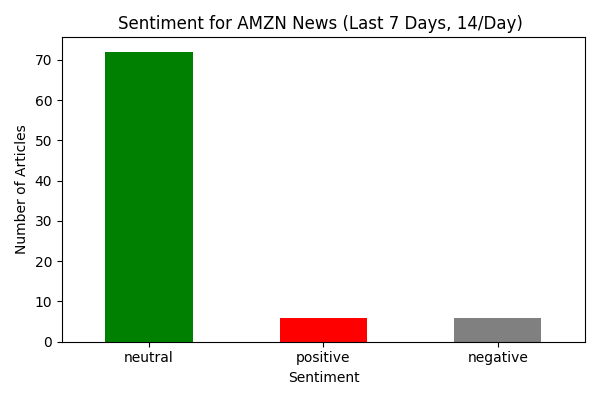 Sentiment for AMZN News (Last 7 Days, 14/Day)
Number of Articles
70
60
50
40
30
20
10
0
neutral positive negative
Sentiment